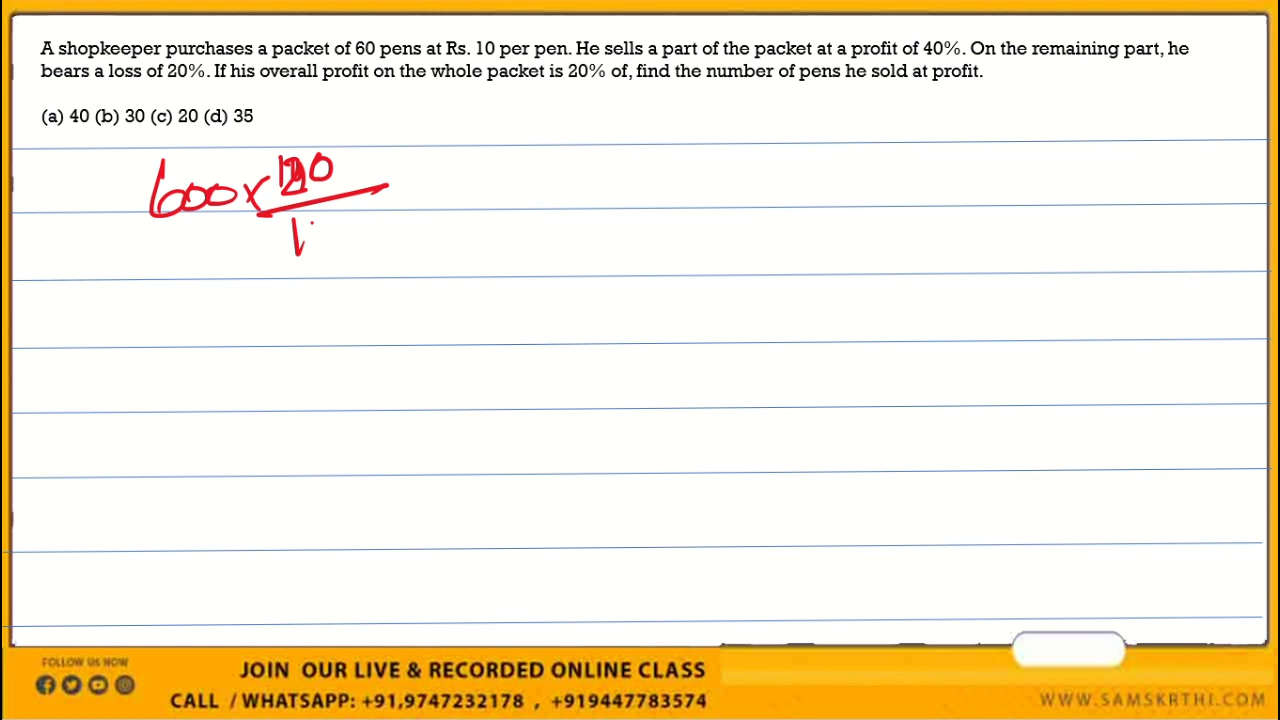 A shopkeeper purchases a packet of 60 pens at Rs. 10 per pen. He sells a part of the packet at a profit of 40%. On the remaining part, he
bears a loss of 20%. If his overall profit on the whole packet is 20% of, find the number of pens he sold at profit.
(a) 40 (b) 30 (c) 20 (d) 35
600 × 120
1
FOLLOW US NOW
JOIN OUR LIVE & RECORDED ONLINE CLASS
CALL / WHATSAPP: +91,9747232178 , +919447783574
WWW.SAMSKRTHI.COM